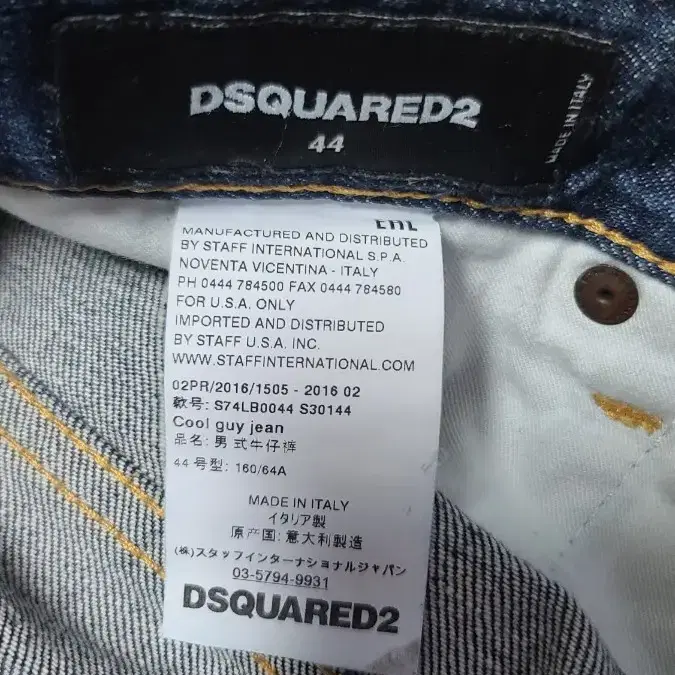 DSQUARED2
44
MADE IN ITALY
EAC
MANUFACTURED AND DISTRIBUTED
BY STAFF INTERNATIONAL S.P.A.
NOVENTA VICENTINA - ITALY
PH 0444 784500 FAX 0444 784580
FOR U.S.A. ONLY
IMPORTED AND DISTRIBUTED
BY STAFF U.S.A. INC.
WWW.STAFFINTERNATIONAL.COM
02PR/2016/1505 - 2016 02
款号: S74LB0044 S30144
Cool guy jean
品名: 男式牛仔裤
44 号型: 160/64A
MADE IN ITALY
イタリア製
原产国: 意大利製造
(株)スタッフインターナショナルジャパン
03-5794-9931
DSQUARED2